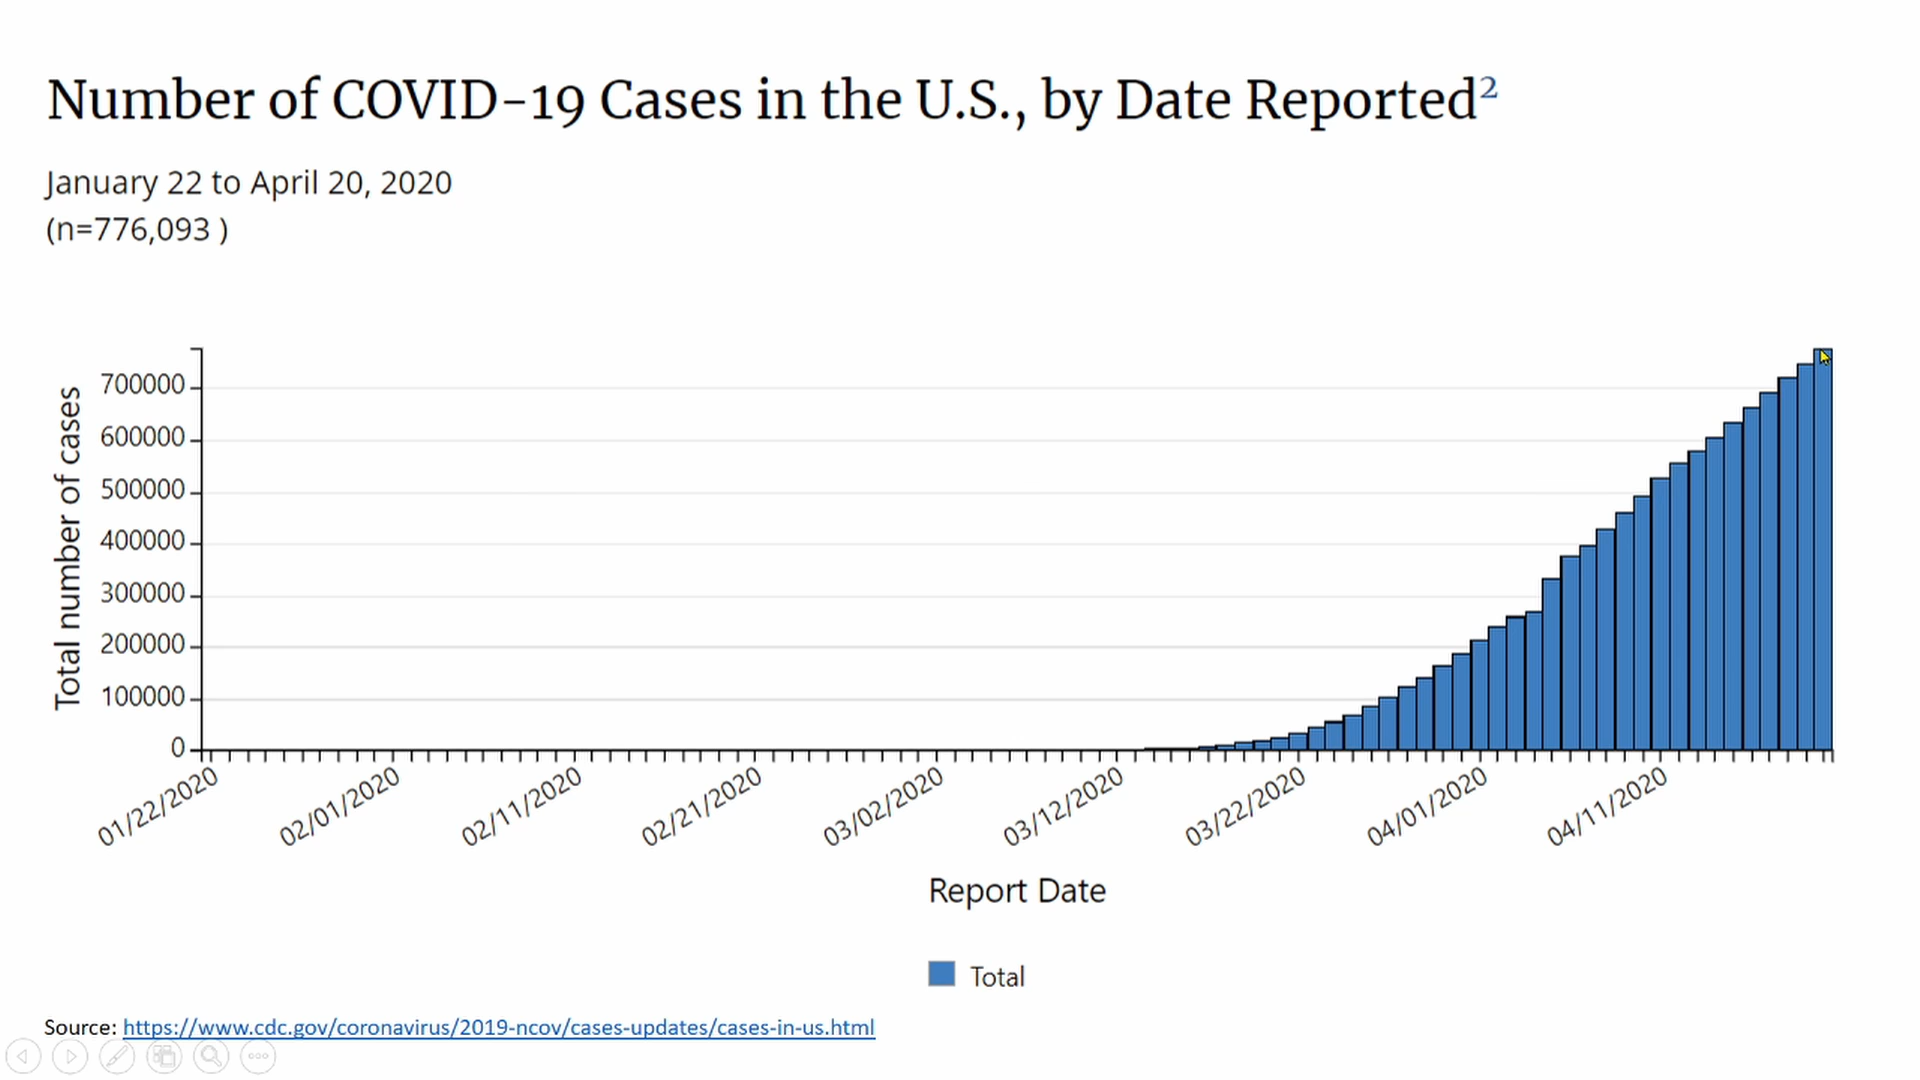 Number of COVID-19 Cases in the U.S., by Date Reported²
January 22 to April 20, 2020
(n=776,093 )
Total number of cases
700000
600000
500000
400000
300000
200000
100000
0
01/22/2020 02/01/2020 02/11/2020 02/21/2020 03/02/2020 03/12/2020 03/22/2020 04/01/2020 04/11/2020
Report Date
Total
Source: https://www.cdc.gov/coronavirus/2019-ncov/cases-updates/cases-in-us.html